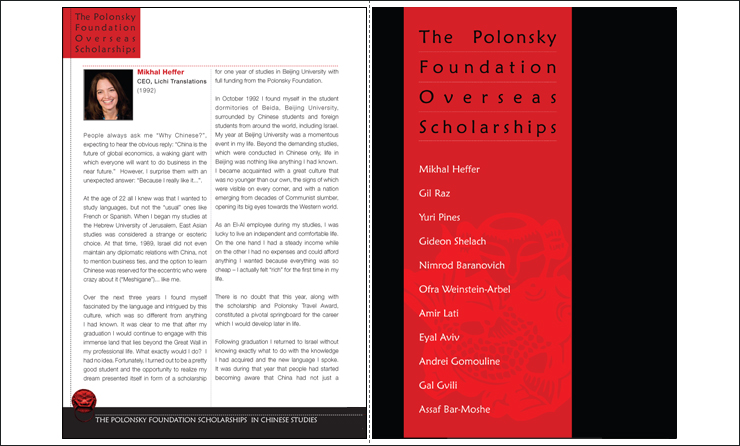 The Polonsky
Foundation
Overseas
Scholarships
Mikhal Heffer
CEO, Lichi Translations
(1992)
People always ask me “Why Chinese?”,
expecting to hear the obvious reply: “China is the
future of global economics, a waking giant with
which everyone will want to do business in the
near future.” However, I surprise them with an
unexpected answer: “Because I really like it...”.
At the age of 22 all I knew was that I wanted to
study languages, but not the “usual” ones like
French or Spanish. When I began my studies at
the Hebrew University of Jerusalem, East Asian
studies was considered a strange or esoteric
choice. At that time, 1989, Israel did not even
maintain any diplomatic relations with China, not
to mention business ties, and the option to learn
Chinese was reserved for the eccentric who were
crazy about it (“Meshigane”)... like me.
Over the next three years I found myself
fascinated by the language and intrigued by this
culture, which was so different from anything
I had known. It was clear to me that after my
graduation I would continue to engage with this
immense land that lies beyond the Great Wall in
my professional life. What exactly would I do? I
had no idea. Fortunately, I turned out to be a pretty
good student and the opportunity to realize my
dream presented itself in form of a scholarship
for one year of studies in Beijing University with
full funding from the Polonsky Foundation.
In October 1992 I found myself in the student
dormitories of Beida, Beijing University,
surrounded by Chinese students and foreign
students from around the world, including Israel.
My year at Beijing University was a momentous
event in my life. Beyond the demanding studies,
which were conducted in Chinese only, life in
Beijing was nothing like anything I had known.
I became acquainted with a great culture that
was no younger than our own, the signs of which
were visible on every corner, and with a nation
emerging from decades of Communist slumber,
opening its big eyes towards the Western world.
As an El-Al employee during my studies, I was
lucky to live an independent and comfortable life.
On the one hand I had a steady income while
on the other I had no expenses and could afford
anything I wanted because everything was so
cheap – I actually felt “rich” for the first time in my
life.
There is no doubt that this year, along with
the scholarship and Polonsky Travel Award,
constituted a pivotal springboard for the career
which I would develop later in life.
Following graduation I returned to Israel without
knowing exactly what to do with the knowledge
I had acquired and the new language I spoke.
It was during that year that people had started
becoming aware that China had not just a
THE POLONSKY FOUNDATION SCHOLARSHIPS IN CHINESE STUDIES
The Polonsky
Foundation
Overseas
Scholarships
Mikhal Heffer
Gil Raz
Yuri Pines
Gideon Shelach
Nimrod Baranovich
Ofra Weinstein-Arbel
Amir Lati
Eyal Aviv
Andrei Gomouline
Gal Gvili
Assaf Bar-Moshe